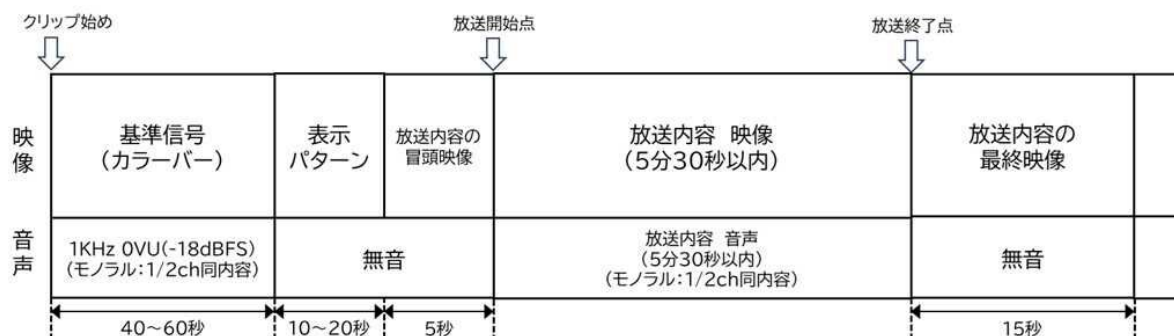 クリップ始め
放送開始点
放送終了点
映像
基準信号
(カラーバー)
表示
パターン
放送内容の
冒頭映像
放送内容 映像
(5分30秒以内)
放送内容の
最終映像
音声
1KHz 0VU(-18dBFS)
(モノラル:1/2ch同内容)
無音
放送内容 音声
(5分30秒以内)
(モノラル:1/2ch同内容)
無音
40～60秒
10～20秒
5秒
15秒